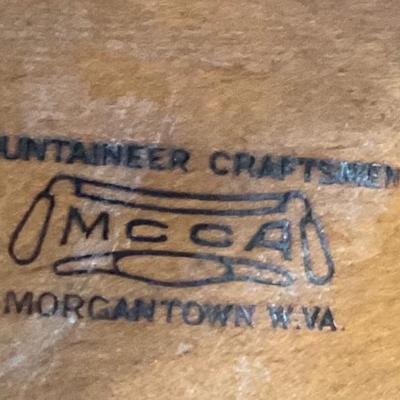 UNTAINEER CRAFTSMEN
MCCA
MORGANTOWN W.VA.